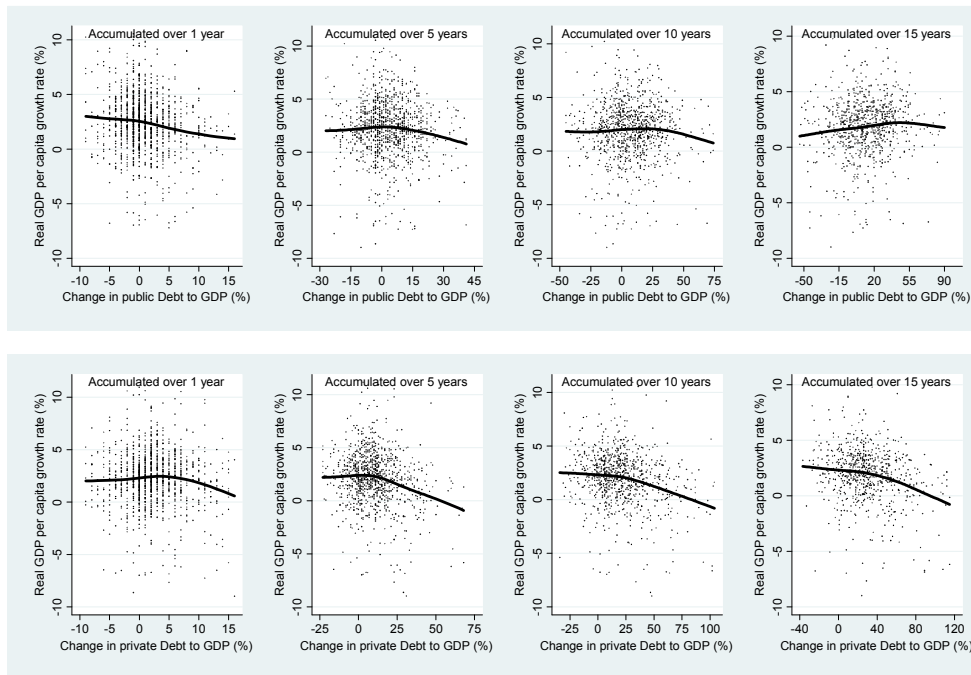 Accumulated over 1 year
Real GDP per capita growth rate (%)
10
5
0
-5
-10
-10 -5 0 5 10 15
Change in public Debt to GDP (%)
Accumulated over 5 years
Real GDP per capita growth rate (%)
10
5
0
-5
-10
-30 -15 0 15 30 45
Change in public Debt to GDP (%)
Accumulated over 10 years
Real GDP per capita growth rate (%)
10
5
0
-5
-10
-50 -25 0 25 50 75
Change in public Debt to GDP (%)
Accumulated over 15 years
Real GDP per capita growth rate (%)
10
5
0
-5
-10
-50 -15 20 55 90
Change in public Debt to GDP (%)
Accumulated over 1 year
Real GDP per capita growth rate (%)
10
5
0
-5
-10
-10 -5 0 5 10 15
Change in private Debt to GDP (%)
Accumulated over 5 years
Real GDP per capita growth rate (%)
10
5
0
-5
-10
-25 0 25 50 75
Change in private Debt to GDP (%)
Accumulated over 10 years
Real GDP per capita growth rate (%)
10
5
0
-5
-10
-25 0 25 50 75 100
Change in private Debt to GDP (%)
Accumulated over 15 years
Real GDP per capita growth rate (%)
10
5
0
-5
-10
-40 0 40 80 120
Change in private Debt to GDP (%)